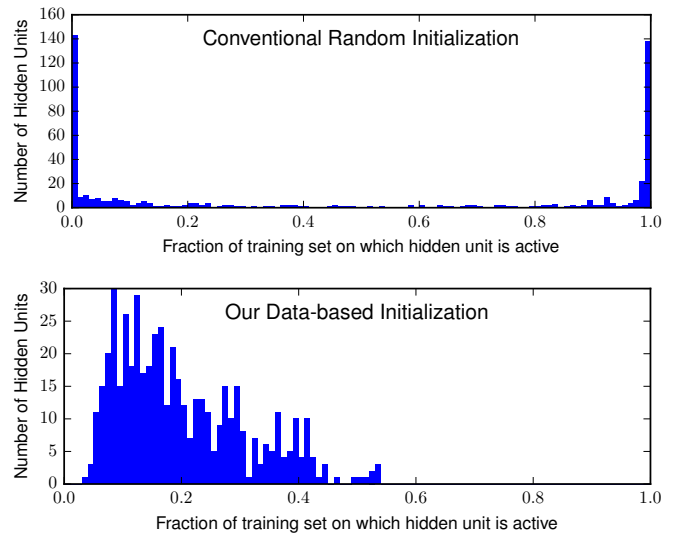 160
140
120
100
80
60
40
20
0
Number of Hidden Units
Conventional Random Initialization
0.0 0.2 0.4 0.6 0.8 1.0
Fraction of training set on which hidden unit is active
30
25
20
15
10
5
0
Number of Hidden Units
Our Data-based Initialization
0.0 0.2 0.4 0.6 0.8 1.0
Fraction of training set on which hidden unit is active